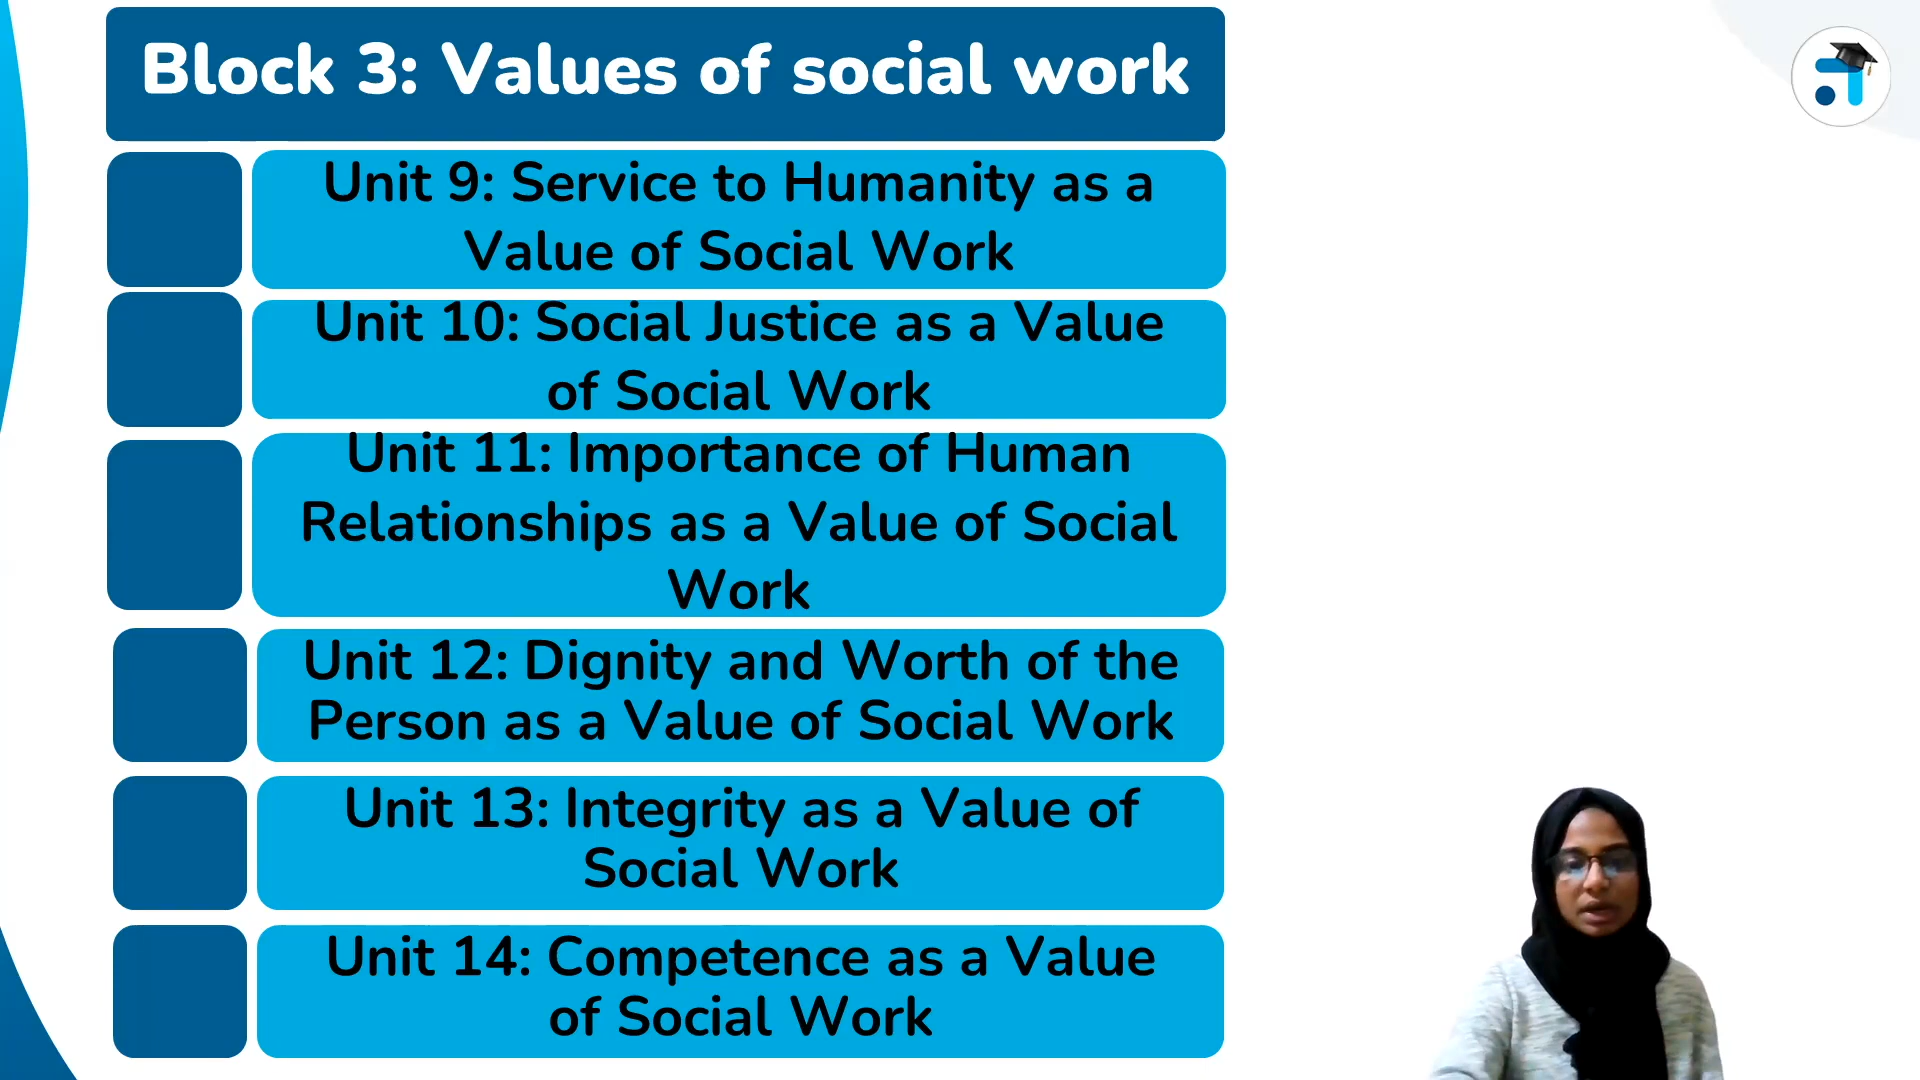 Block 3: Values of social work
Unit 9: Service to Humanity as a
Value of Social Work
Unit 10: Social Justice as a Value
of Social Work
Unit 11: Importance of Human
Relationships as a Value of Social
Work
Unit 12: Dignity and Worth of the
Person as a Value of Social Work
Unit 13: Integrity as a Value of
Social Work
Unit 14: Competence as a Value
of Social Work